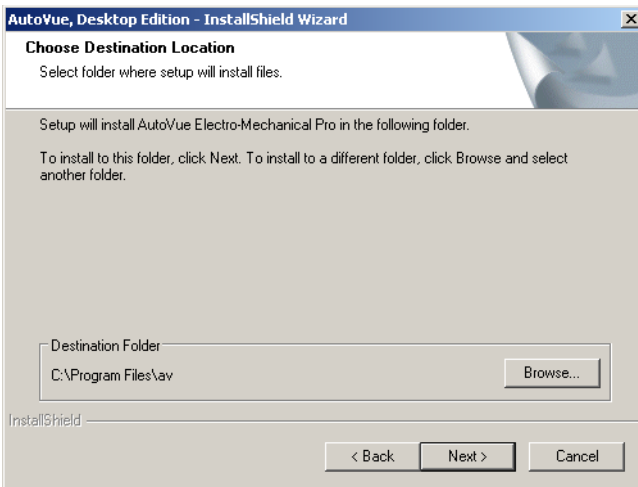 AutoVue, Desktop Edition - InstallShield Wizard
Choose Destination Location
Select folder where setup will install files.
Setup will install AutoVue Electro-Mechanical Pro in the following folder.
To install to this folder, click Next. To install to a different folder, click Browse and select
another folder.
Destination Folder
C:\Program Files\av
Browse...
InstallShield
< Back
Next >
Cancel